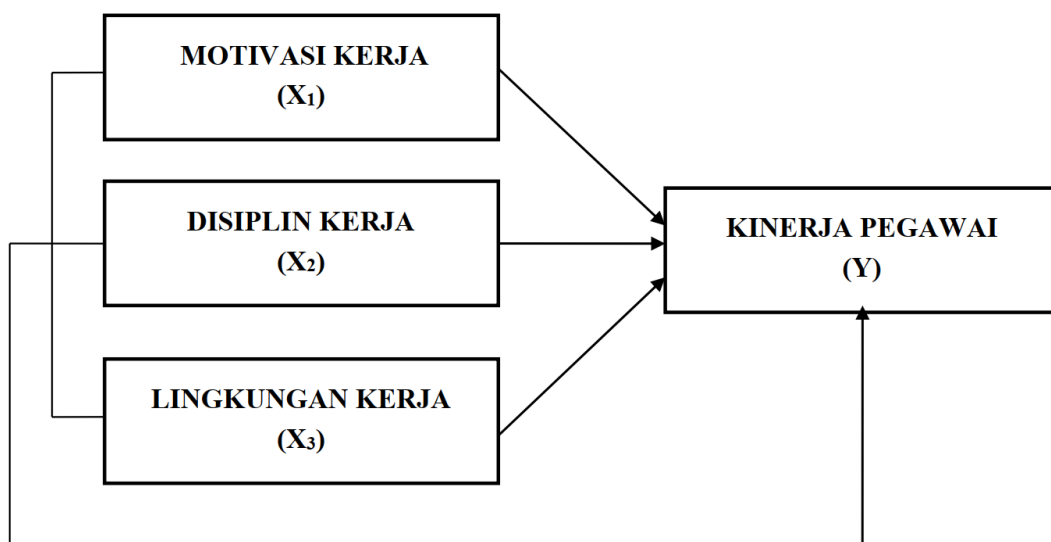 MOTIVASI KERJA
(X₁)
DISIPLIN KERJA
(X₂)
LINGKUNGAN KERJA
(X₃)
KINERJA PEGAWAI
(Y)